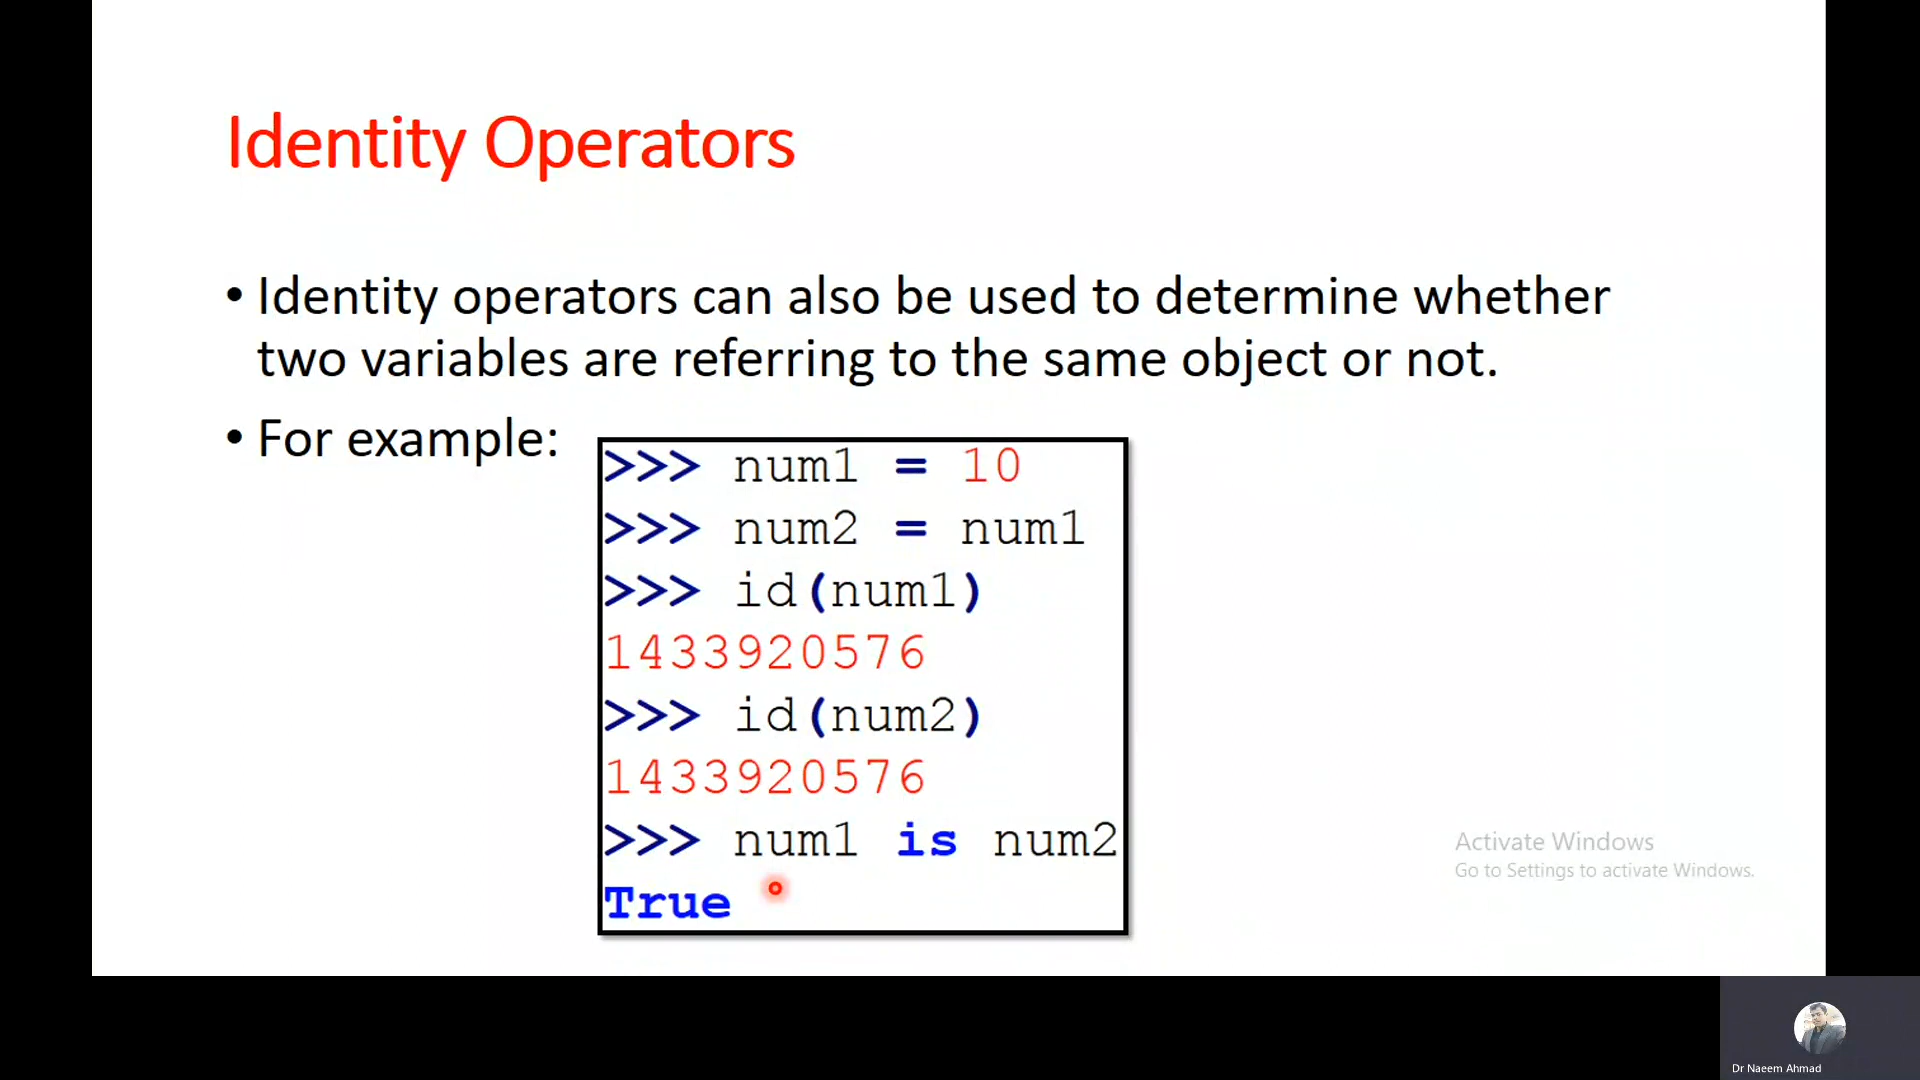 Identity Operators
• Identity operators can also be used to determine whether
two variables are referring to the same object or not.
• For example:
>>> num1 = 10
>>> num2 = num1
>>> id(num1)
1433920576
>>> id(num2)
1433920576
>>> num1 is num2
True
Activate Windows
Go to Settings to activate Windows.
Dr Naeem Ahmad